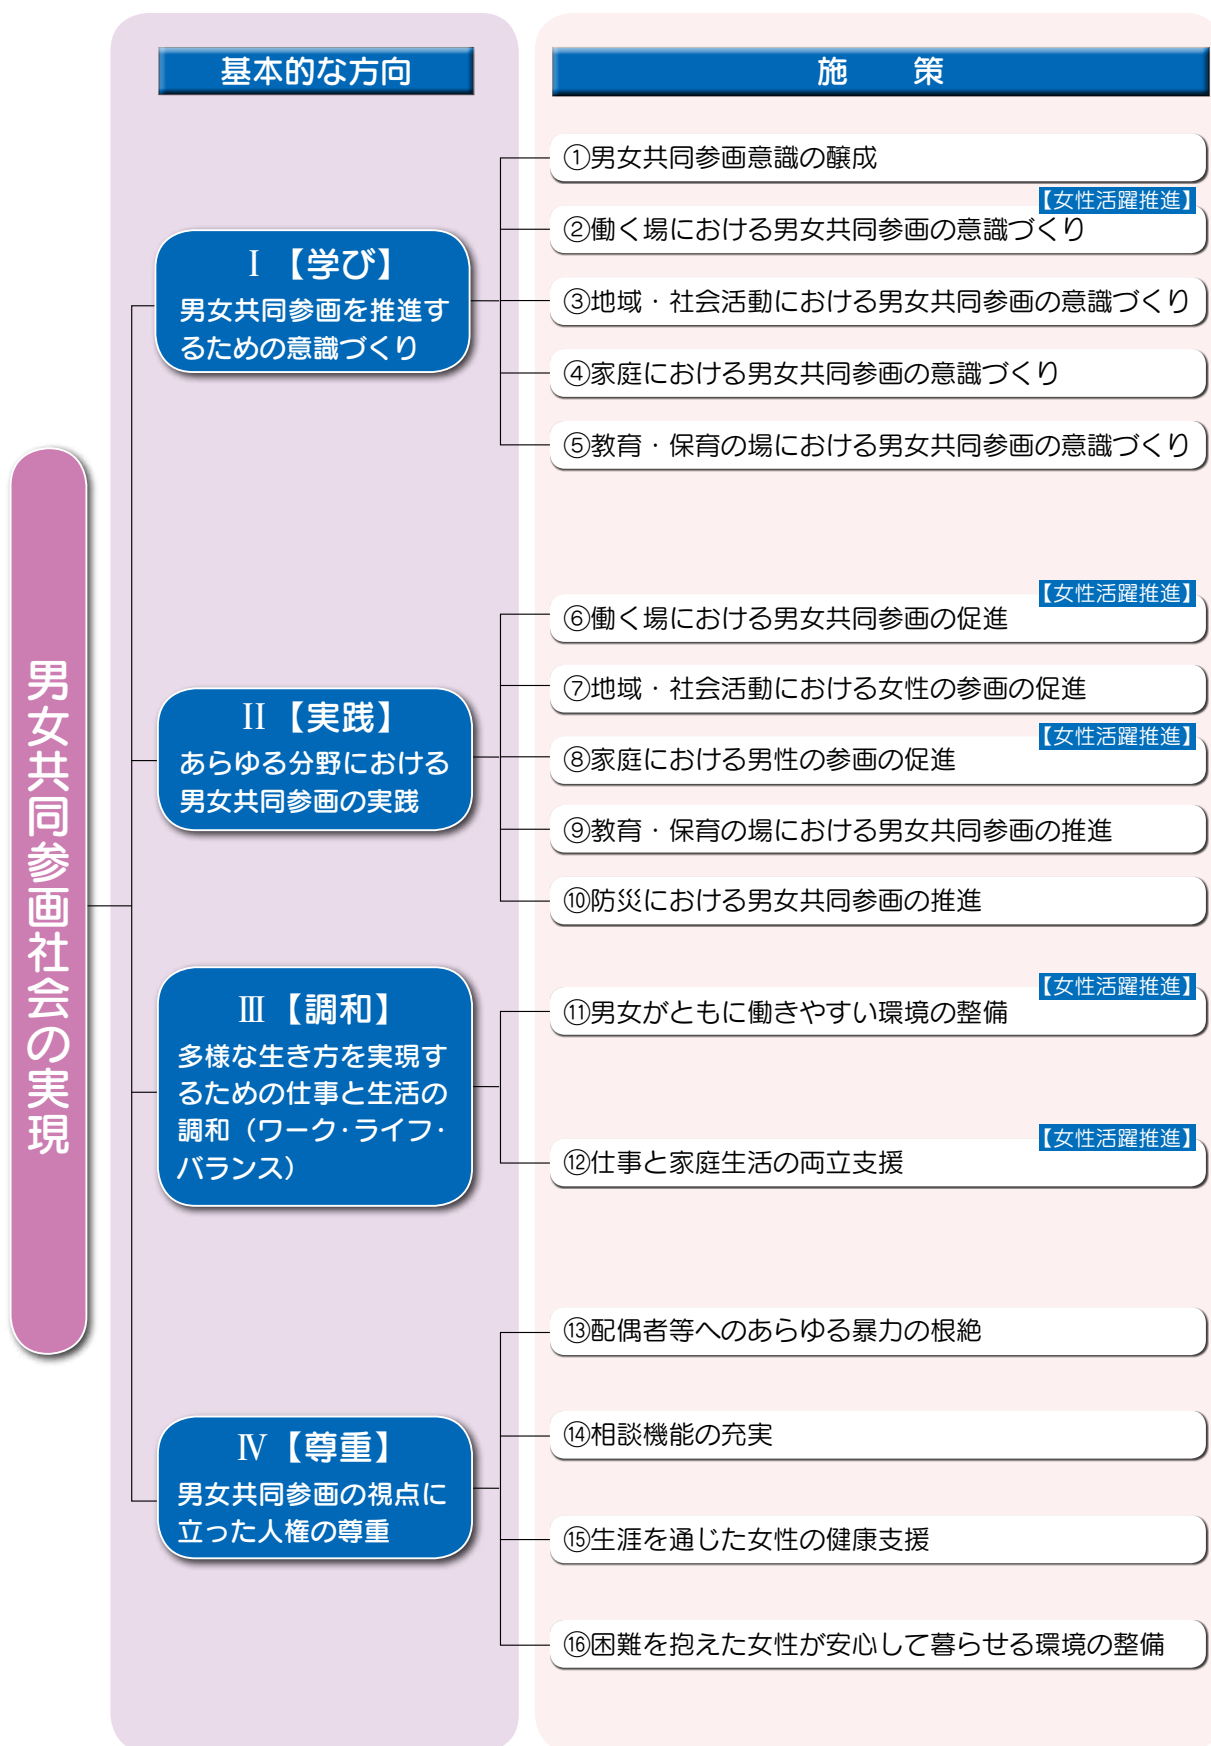 基本的な方向
施　策
男女共同参画社会の実現
Ⅰ【学び】
男女共同参画を推進す
るための意識づくり
①男女共同参画意識の醸成
【女性活躍推進】
②働く場における男女共同参画の意識づくり
③地域・社会活動における男女共同参画の意識づくり
④家庭における男女共同参画の意識づくり
⑤教育・保育の場における男女共同参画の意識づくり
Ⅱ【実践】
あらゆる分野における
男女共同参画の実践
【女性活躍推進】
⑥働く場における男女共同参画の促進
⑦地域・社会活動における女性の参画の促進
【女性活躍推進】
⑧家庭における男性の参画の促進
⑨教育・保育の場における男女共同参画の推進
⑩防災における男女共同参画の推進
Ⅲ【調和】
多様な生き方を実現す
るための仕事と生活の
調和（ワーク・ライフ・
バランス）
【女性活躍推進】
⑪男女がともに働きやすい環境の整備
【女性活躍推進】
⑫仕事と家庭生活の両立支援
Ⅳ【尊重】
男女共同参画の視点に
立った人権の尊重
⑬配偶者等へのあらゆる暴力の根絶
⑭相談機能の充実
⑮生涯を通じた女性の健康支援
⑯困難を抱えた女性が安心して暮らせる環境の整備